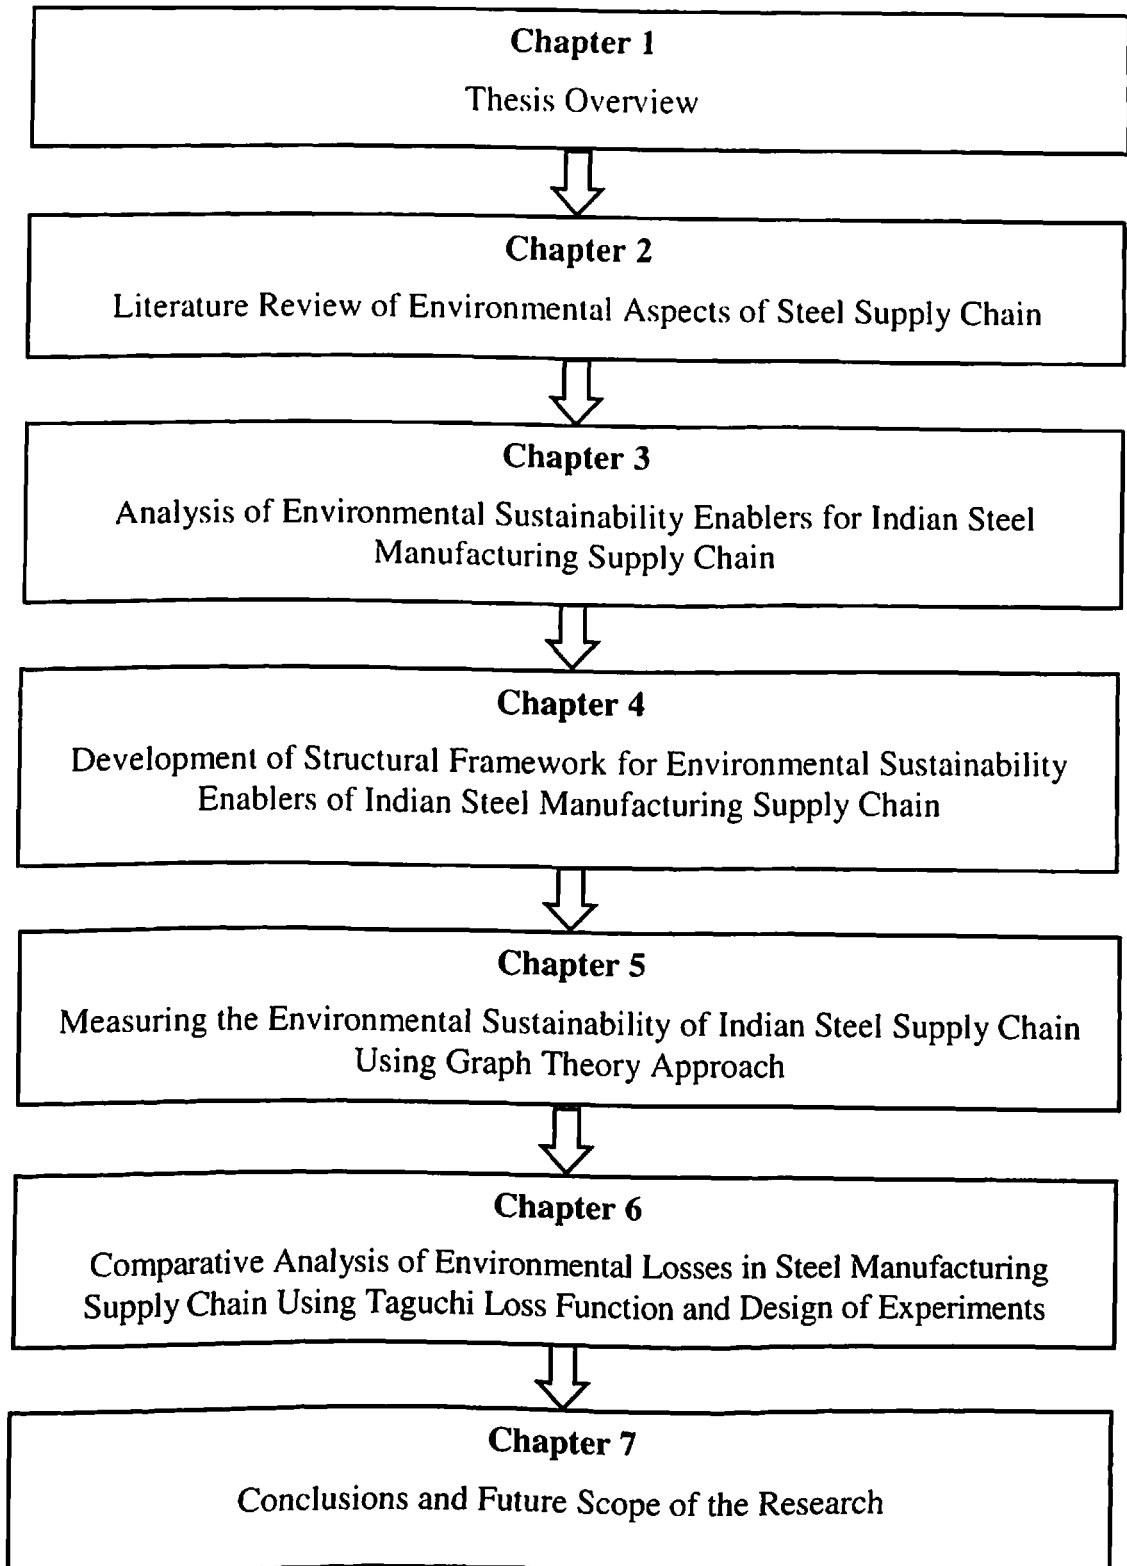 Chapter 1
Thesis Overview
Chapter 2
Literature Review of Environmental Aspects of Steel Supply Chain
Chapter 3
Analysis of Environmental Sustainability Enablers for Indian Steel
Manufacturing Supply Chain
Chapter 4
Development of Structural Framework for Environmental Sustainability
Enablers of Indian Steel Manufacturing Supply Chain
Chapter 5
Measuring the Environmental Sustainability of Indian Steel Supply Chain
Using Graph Theory Approach
Chapter 6
Comparative Analysis of Environmental Losses in Steel Manufacturing
Supply Chain Using Taguchi Loss Function and Design of Experiments
Chapter 7
Conclusions and Future Scope of the Research